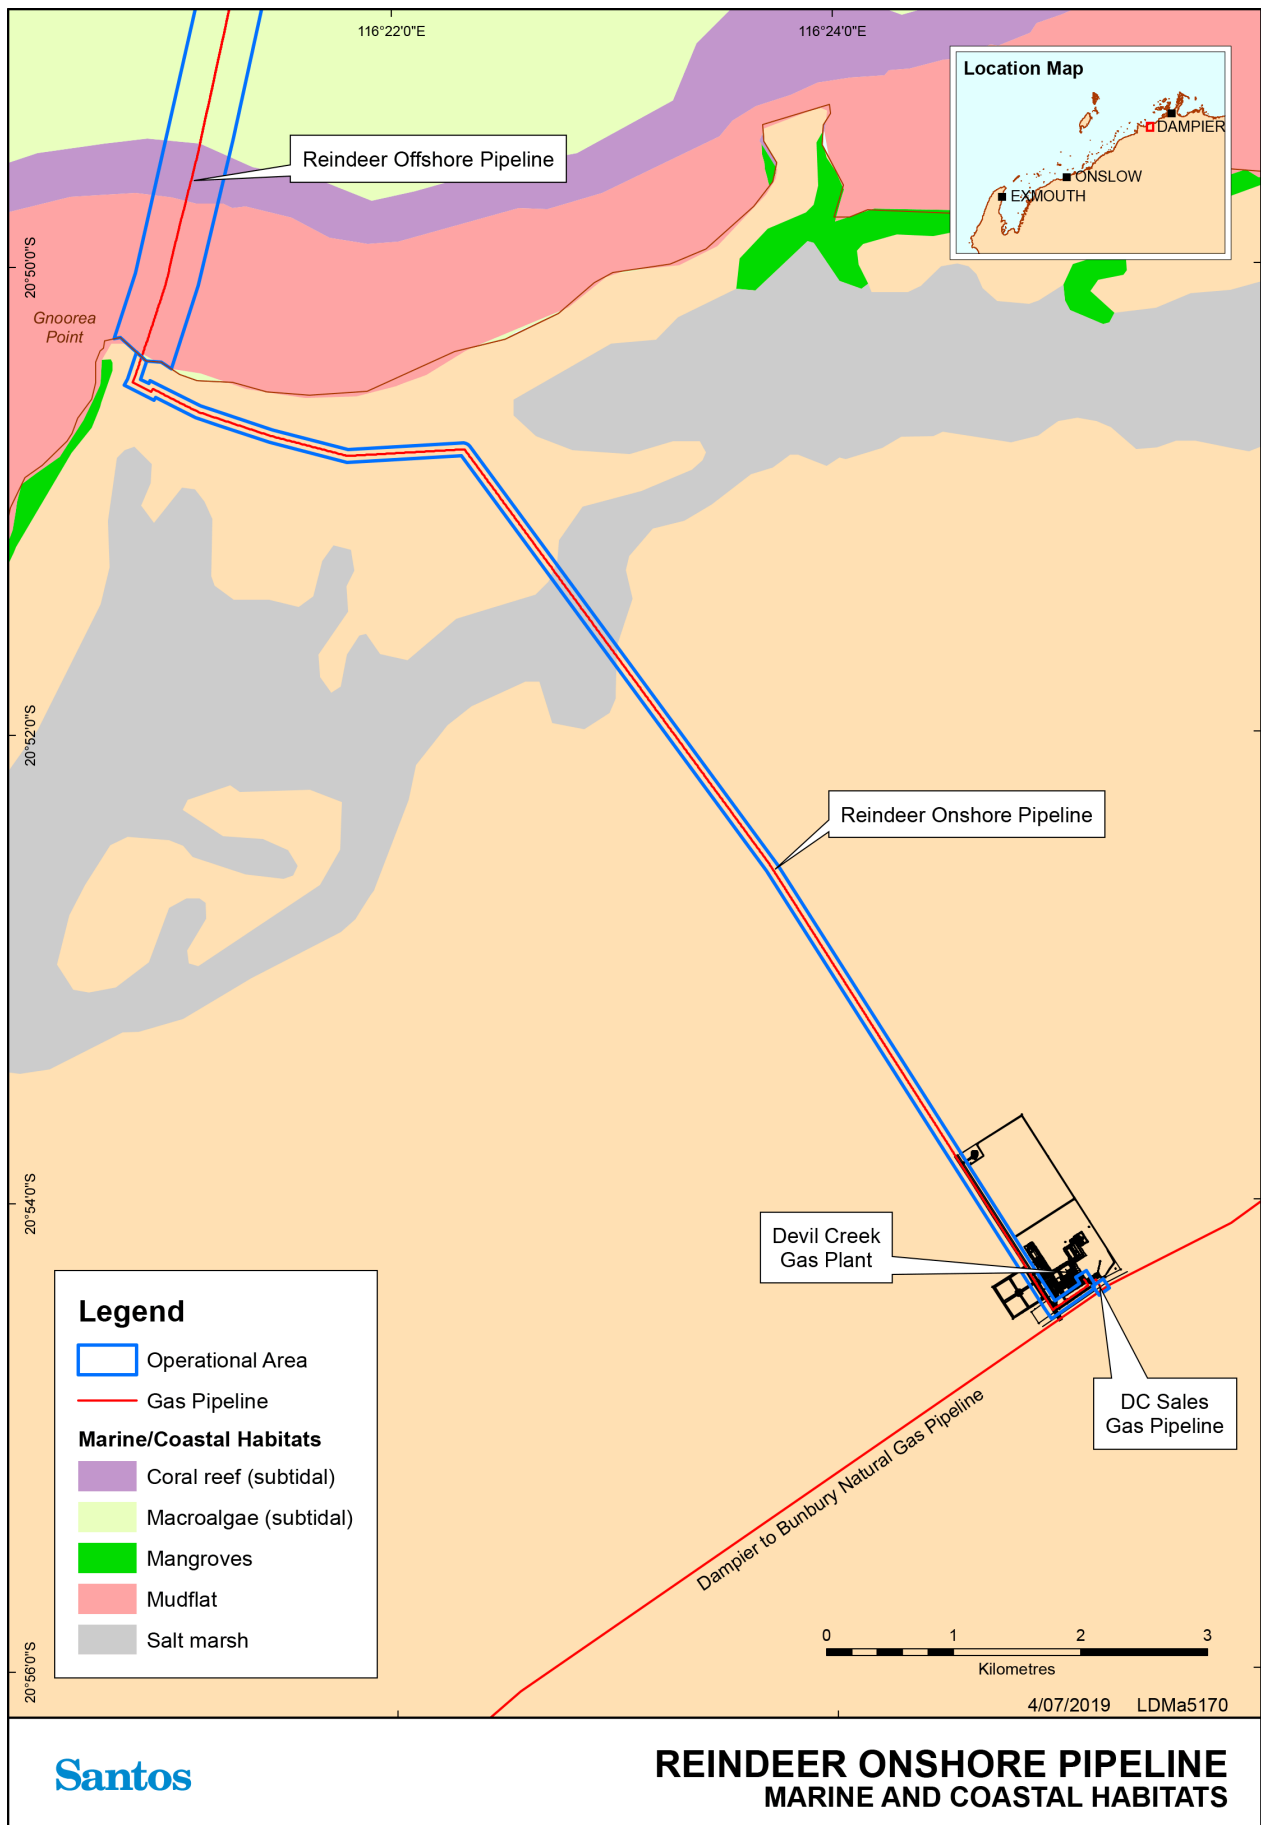 116°22'0"E
116°24'0"E
Location Map
DAMPIER
ONSLOW
EXMOUTH
Reindeer Offshore Pipeline
20°50'0"S
Gnoorea
Point
20°52'0"S
Reindeer Onshore Pipeline
20°54'0"S
Devil Creek
Gas Plant
DC Sales
Gas Pipeline
Dampier to Bunbury Natural Gas Pipeline
Legend
Operational Area
Gas Pipeline
Marine/Coastal Habitats
Coral reef (subtidal)
Macroalgae (subtidal)
Mangroves
Mudflat
Salt marsh
20°56'0"S
0 1 2 3
Kilometres
4/07/2019 LDMa5170
Santos
REINDEER ONSHORE PIPELINE
MARINE AND COASTAL HABITATS